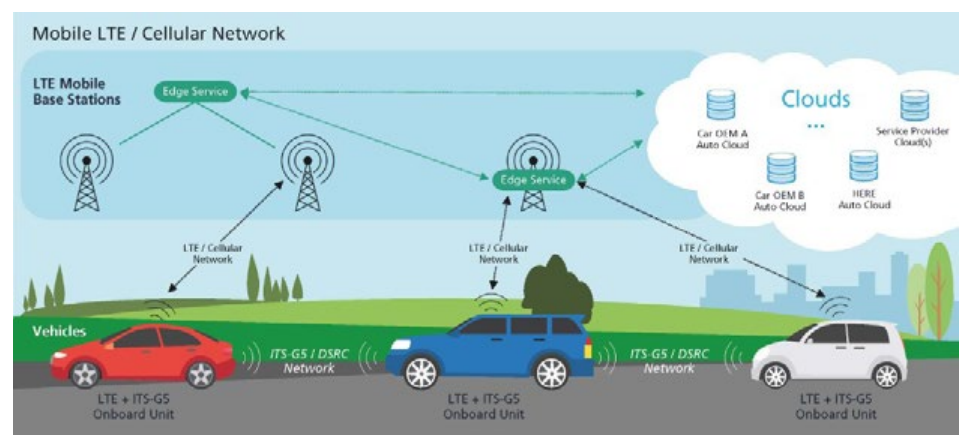 Mobile LTE / Cellular Network
LTE Mobile
Base Stations
Edge Service
Edge Service
Clouds
...
Car OEM A
Auto Cloud
Service Provider
Cloud(s)
Car OEM B
Auto Cloud
HERE
Auto Cloud
LTE / Cellular
Network
LTE / Cellular
Network
LTE / Cellular
Network
Vehicles
ITS-G5 / DSRC
Network
ITS-G5 / DSRC
Network
LTE + ITS-G5
Onboard Unit
LTE + ITS-G5
Onboard Unit
LTE + ITS-G5
Onboard Unit